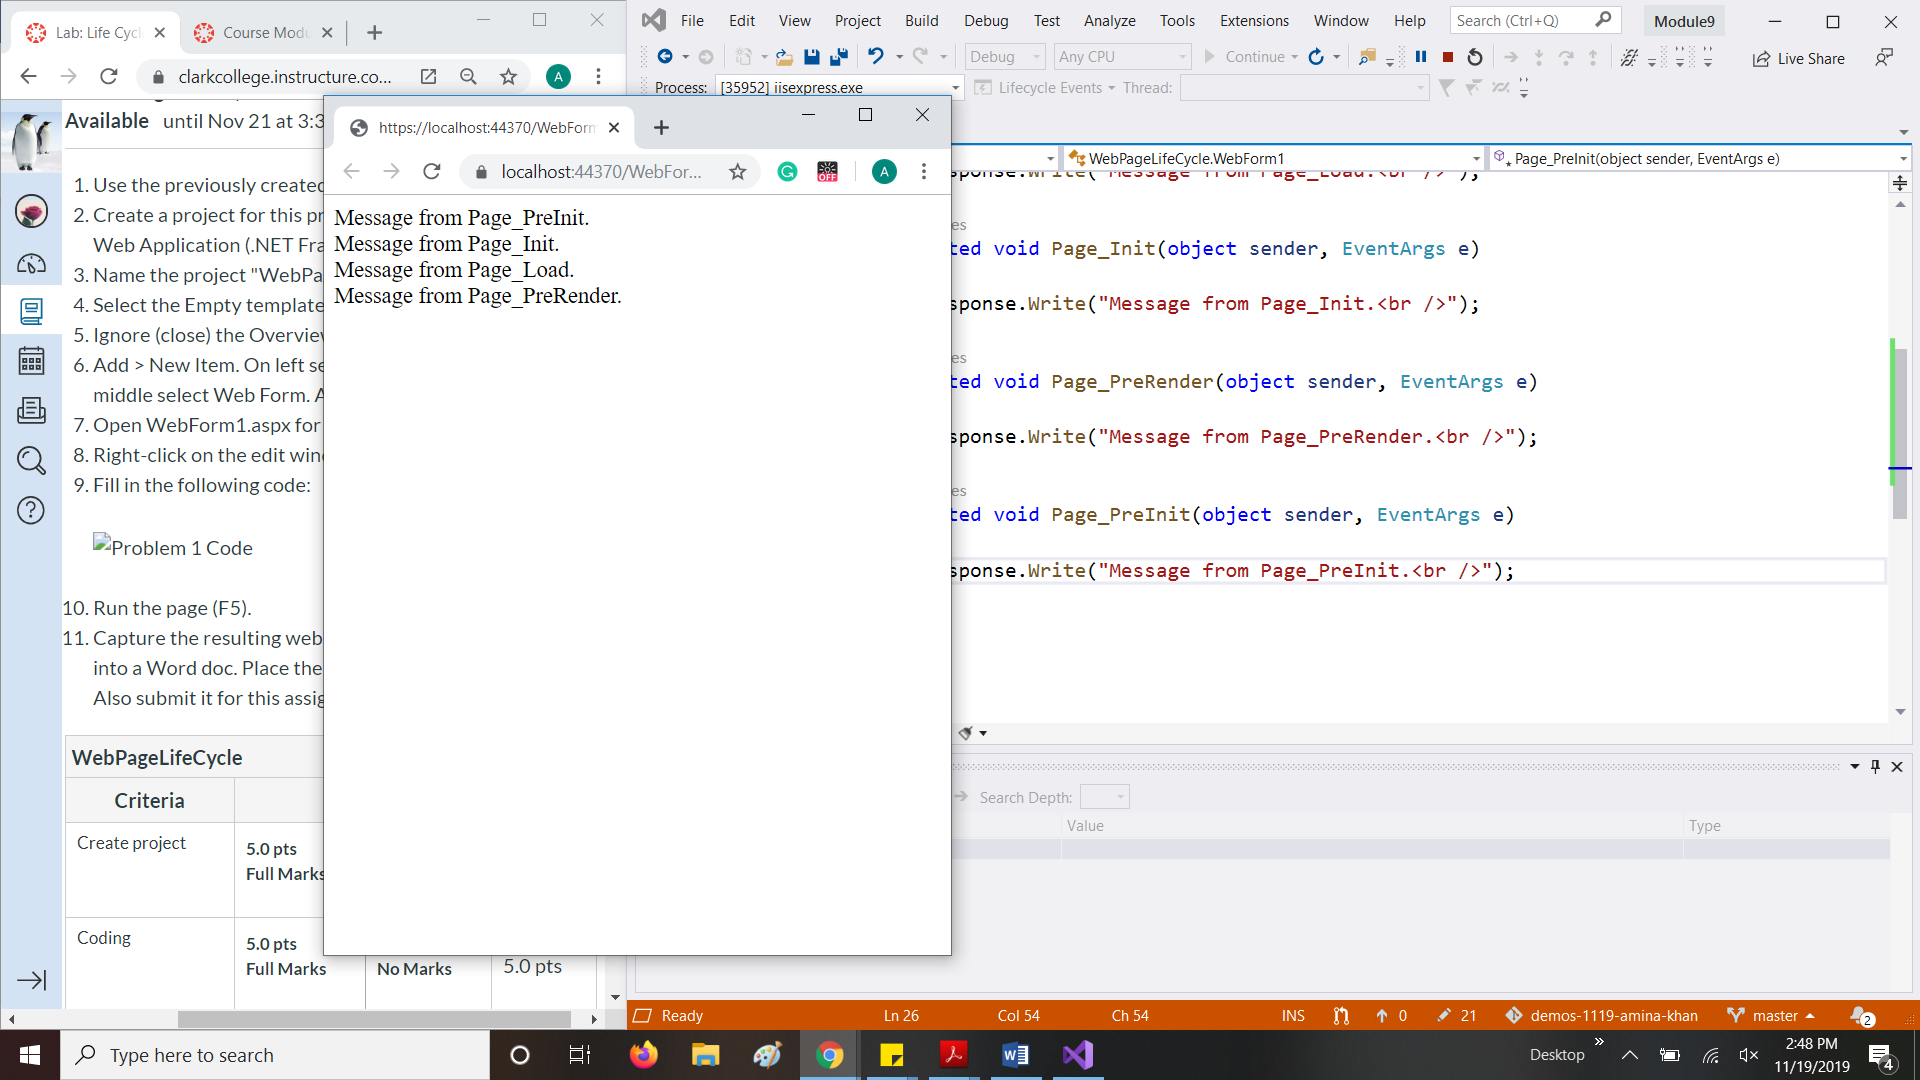 Lab: Life Cycl
Course Modu
clarkcollege.instructure.co...
A
Available until Nov 21 at 3:3
1. Use the previously created
2. Create a project for this pr
Web Application (.NET Fra
3. Name the project "WebPa
4. Select the Empty template
5. Ignore (close) the Overvie
6. Add > New Item. On left se
middle select Web Form. A
7. Open WebForm1.aspx for
8. Right-click on the edit win
9. Fill in the following code:
Problem 1 Code
10. Run the page (F5).
11. Capture the resulting web
into a Word doc. Place the
Also submit it for this assig
WebPageLifeCycle
Criteria
Create project
5.0 pts
Full Marks
Coding
5.0 pts
Full Marks
No Marks
5.0 pts
https://localhost:44370/WebForm
localhost:44370/WebFor...
OFF
A
Message from Page_PreInit.
Message from Page_Init.
Message from Page_Load.
Message from Page_PreRender.
File Edit View Project Build Debug Test Analyze Tools Extensions Window Help
Search (Ctrl+Q)
Module9
Debug Any CPU Continue
Live Share
Process: [35952] iisexpress.exe Lifecycle Events Thread:
WebPageLifeCycle.WebForm1
Page_PreInit(object sender, EventArgs e)
sponse.Write("Message from Page_Load.<br />");
es
ted void Page_Init(object sender, EventArgs e)
sponse.Write("Message from Page_Init.<br />");
es
ted void Page_PreRender(object sender, EventArgs e)
sponse.Write("Message from Page_PreRender.<br />");
es
ted void Page_PreInit(object sender, EventArgs e)
sponse.Write("Message from Page_PreInit.<br />");
Search Depth:
Value Type
Ready Ln 26 Col 54 Ch 54 INS 0 21 demos-1119-amina-khan master 2
Type here to search
Desktop
2:48 PM
11/19/2019
4